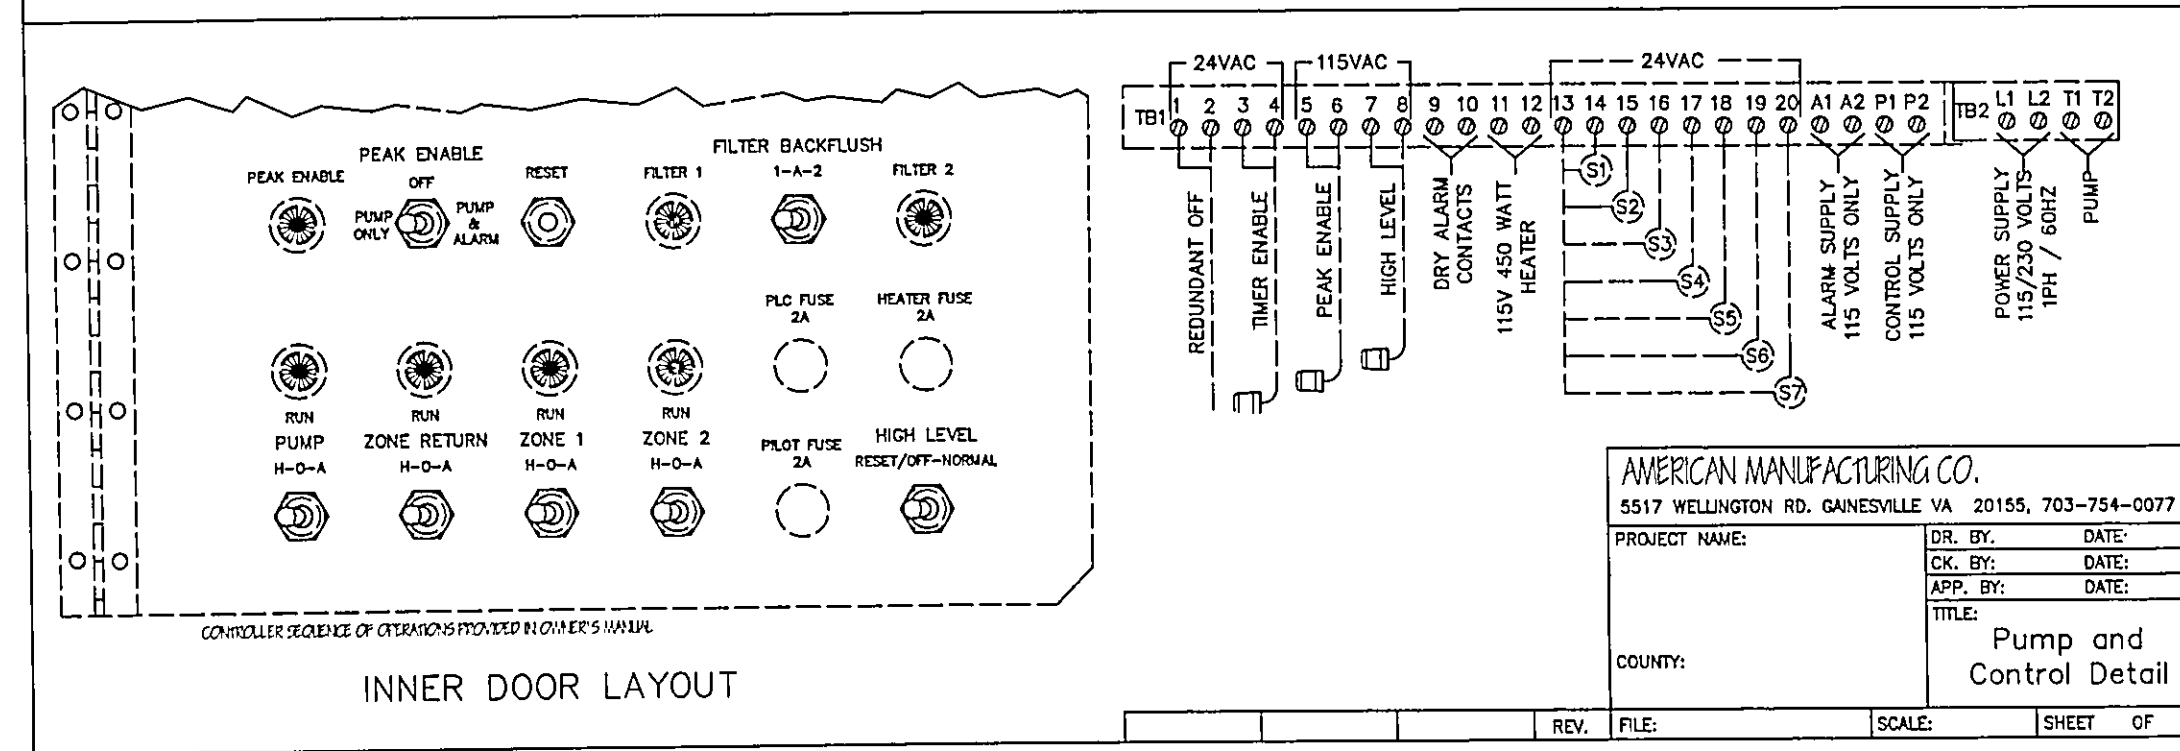 PEAK ENABLE
FILTER BACKFLUSH
PEAK ENABLE
OFF
RESET
FILTER 1
1-A-2
FILTER 2
PUMP ONLY
PUMP & ALARM
PLC FUSE
2A
HEATER FUSE
2A
RUN
RUN
RUN
RUN
PUMP
ZONE RETURN
ZONE 1
ZONE 2
PILOT FUSE
2A
HIGH LEVEL
RESET/OFF-NORMAL
H-O-A
H-O-A
H-O-A
H-O-A
CONTROLLER SEQUENCE OF OPERATIONS PROVIDED IN OWNER'S MANUAL
INNER DOOR LAYOUT
24VAC
115VAC
24VAC
TB1 1 2 3 4 5 6 7 8 9 10 11 12 13 14 15 16 17 18 19 20 A1 A2 P1 P2
TB2 L1 L2 T1 T2
REDUNDANT OFF
TIMER ENABLE
PEAK ENABLE
HIGH LEVEL
DRY ALARM
CONTACTS
115V 450 WATT
HEATER
S1
S2
S3
S4
S5
S6
S7
ALARM SUPPLY
115 VOLTS ONLY
CONTROL SUPPLY
115 VOLTS ONLY
POWER SUPPLY
115/230 VOLTS
1PH / 60HZ
PUMP
AMERICAN MANUFACTURING CO.
5517 WELLINGTON RD. GAINESVILLE VA 20155, 703-754-0077
PROJECT NAME:
DR. BY. DATE:
CK. BY: DATE:
APP. BY: DATE:
TITLE:
Pump and
Control Detail
COUNTY:
REV.
FILE:
SCALE:
SHEET OF